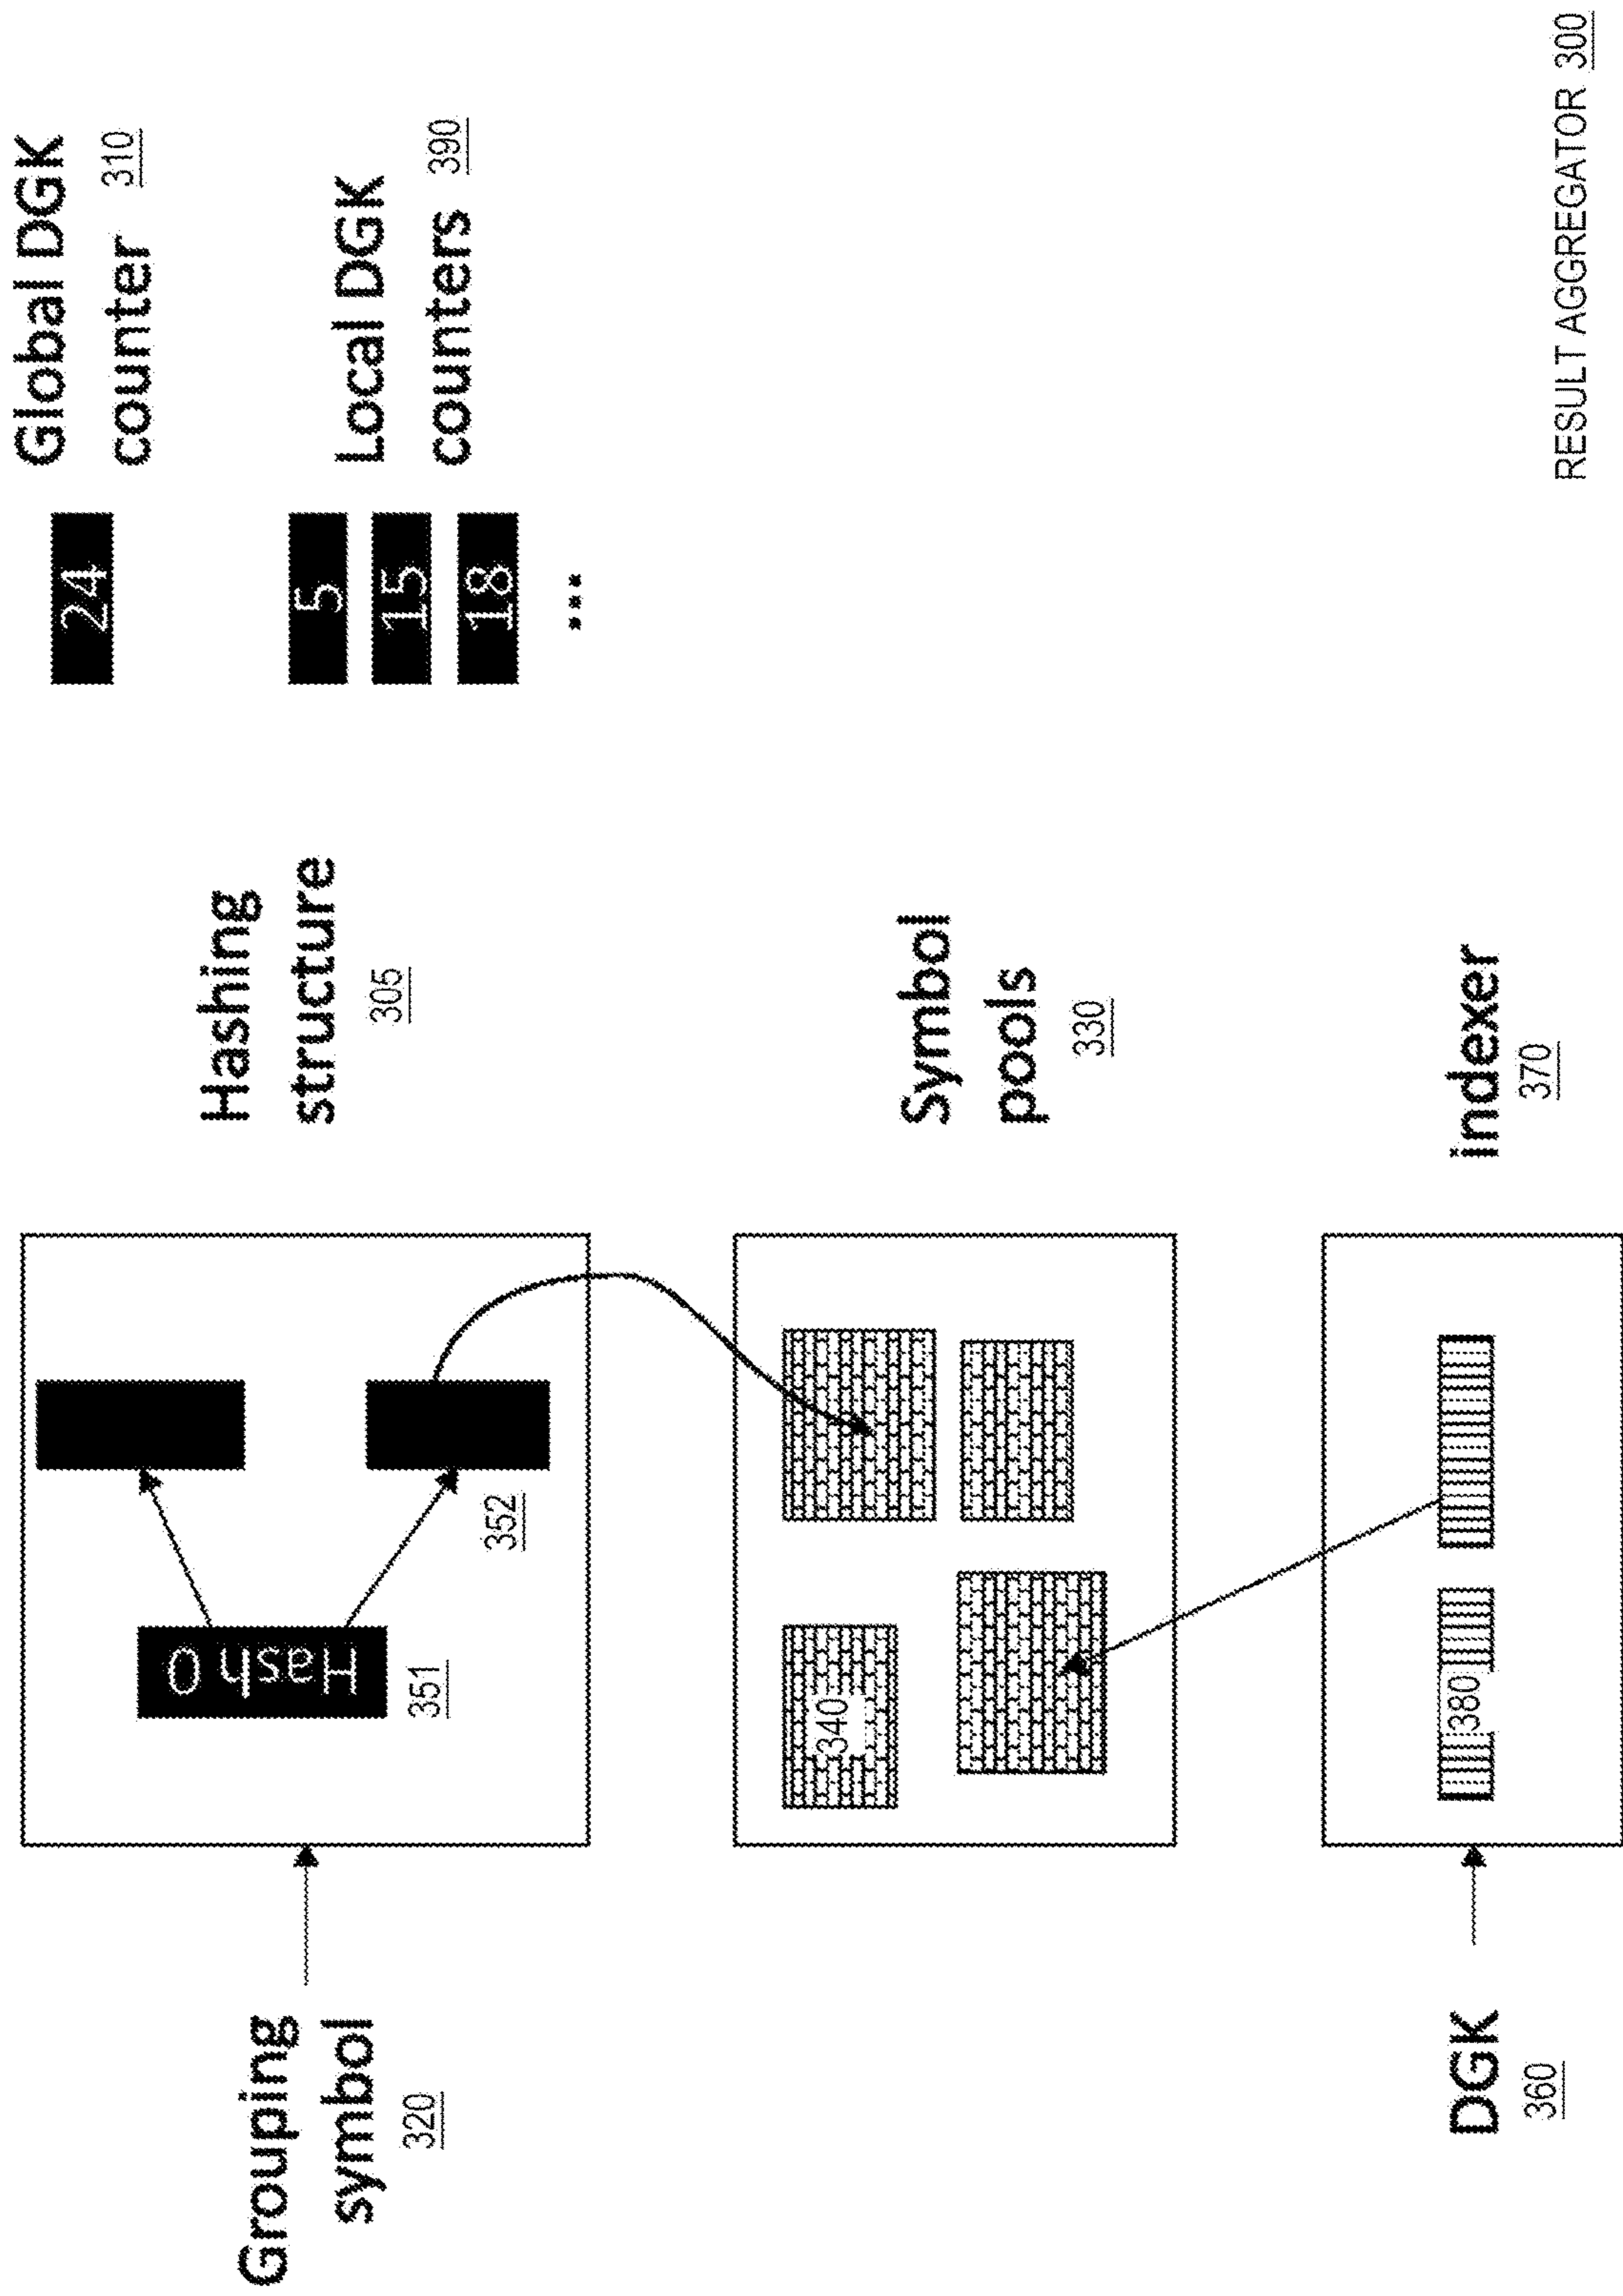 Global DGK
counter
310
24
Local DGK
counters
390
5
15
18
...
Hashing
structure
305
Hash 0
351
352
Grouping
symbol
320
Symbol
pools
330
340
indexer
370
380
DGK
360
RESULT AGGREGATOR 300